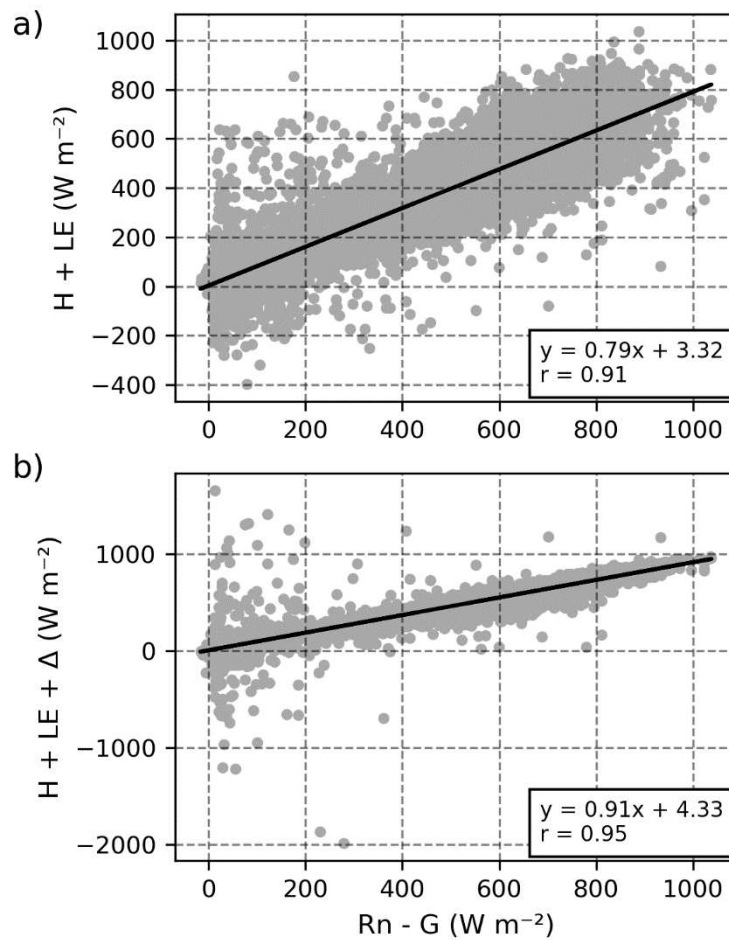 a)
1000
800
600
400
200
0
−200
−400
H + LE (W m⁻²)
y = 0.79x + 3.32
r = 0.91
0 200 400 600 800 1000
b)
1000
0
−1000
−2000
H + LE + Δ (W m⁻²)
y = 0.91x + 4.33
r = 0.95
0 200 400 600 800 1000
Rn - G (W m⁻²)